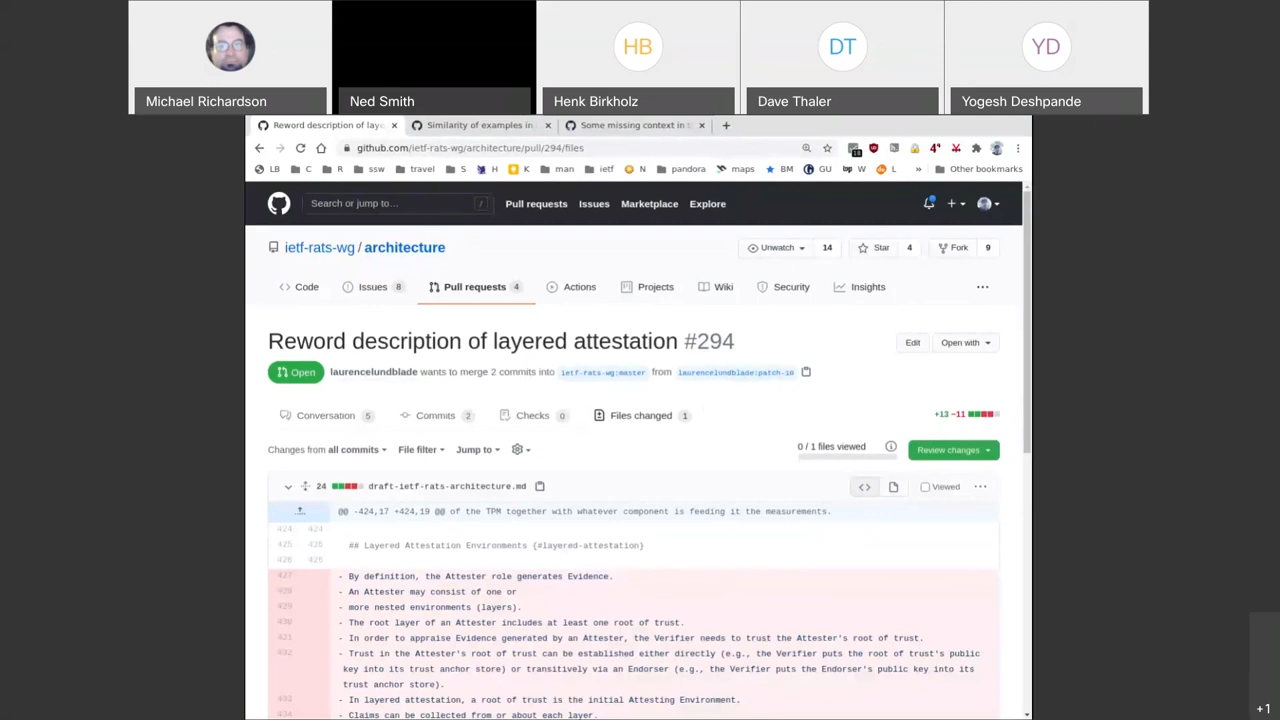 HB
DT
YD
Michael Richardson
Ned Smith
Henk Birkholz
Dave Thaler
Yogesh Deshpande
Reword description of laye
Similarity of examples in
Some missing context in t
github.com/ietf-rats-wg/architecture/pull/294/files
LB C R ssw travel S H K man ietf N pandora maps BM GU W L » Other bookmarks
Search or jump to… /
Pull requests Issues Marketplace Explore
ietf-rats-wg / architecture
Unwatch 14 Star 4 Fork 9
Code Issues 8 Pull requests 4 Actions Projects Wiki Security Insights
Reword description of layered attestation #294
Edit Open with
Open laurencelundblade wants to merge 2 commits into ietf-rats-wg:master from laurencelundblade:patch-10
Conversation 5 Commits 2 Checks 0 Files changed 1
+13 −11
Changes from all commits File filter Jump to
0 / 1 files viewed
Review changes
24 draft-ietf-rats-architecture.md
Viewed
@@ -424,17 +424,19 @@ of the TPM together with whatever component is feeding it the measurements.
424 424
425 425 ## Layered Attestation Environments {#layered-attestation}
426 426
427 - By definition, the Attester role generates Evidence.
428 - An Attester may consist of one or
429 - more nested environments (layers).
430 - The root layer of an Attester includes at least one root of trust.
431 - In order to appraise Evidence generated by an Attester, the Verifier needs to trust the Attester's root of trust.
432 - Trust in the Attester's root of trust can be established either directly (e.g., the Verifier puts the root of trust's public
key into its trust anchor store) or transitively via an Endorser (e.g., the Verifier puts the Endorser's public key into its
trust anchor store).
433 - In layered attestation, a root of trust is the initial Attesting Environment.
434 - Claims can be collected from or about each layer.
+1